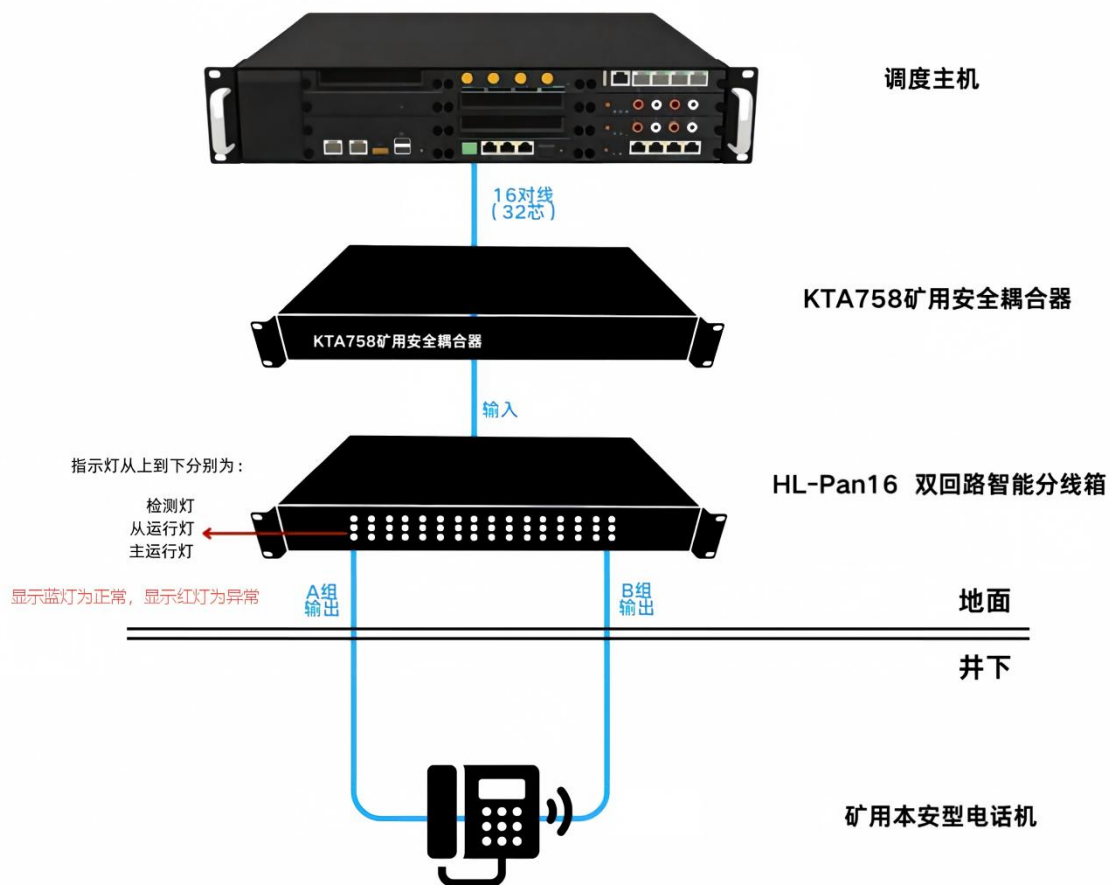 调度主机
16对线
(32芯)
KTA758矿用安全耦合器
KTA758矿用安全耦合器
输入
指示灯从上到下分别为:
检测灯
从运行灯
主运行灯
HL-Pan16 双回路智能分线箱
显示蓝灯为正常，显示红灯为异常
A组
输出
B组
输出
地面
井下
矿用本安型电话机